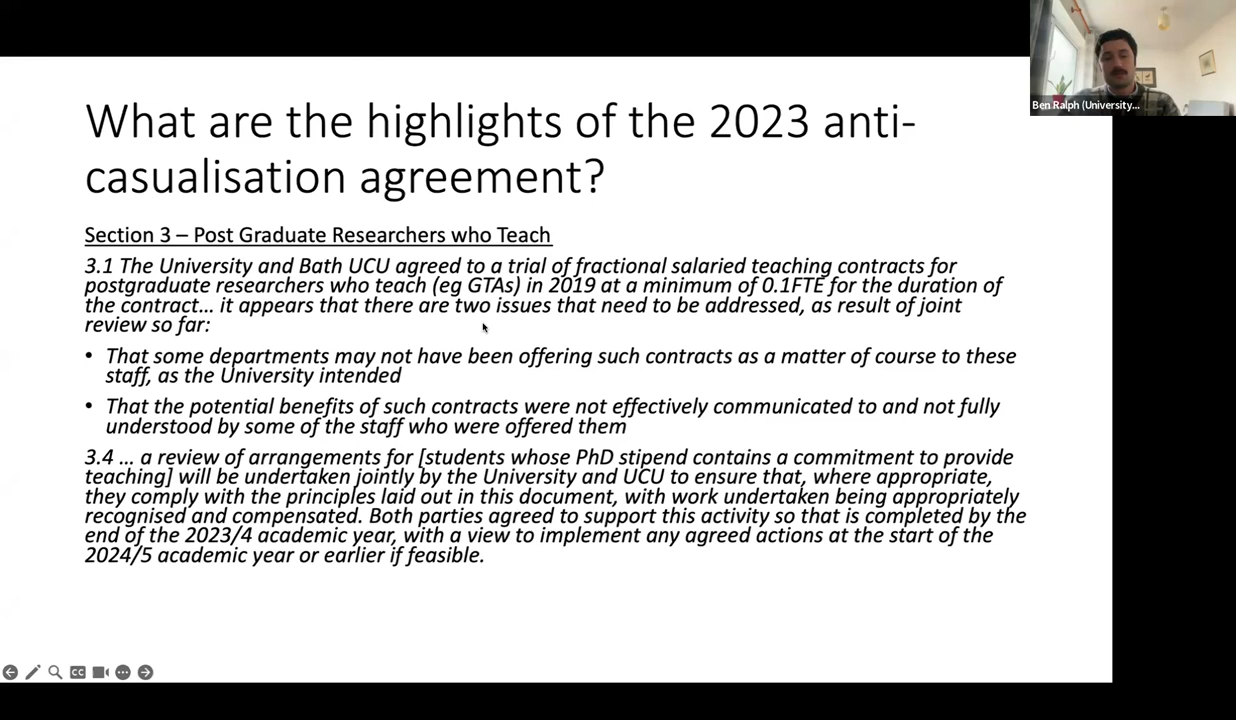 What are the highlights of the 2023 anti-
casualisation agreement?
Ben Ralph (University...
Section 3 – Post Graduate Researchers who Teach
3.1 The University and Bath UCU agreed to a trial of fractional salaried teaching contracts for
postgraduate researchers who teach (eg GTAs) in 2019 at a minimum of 0.1FTE for the duration of
the contract... it appears that there are two issues that need to be addressed, as result of joint
review so far:
• That some departments may not have been offering such contracts as a matter of course to these
staff, as the University intended
• That the potential benefits of such contracts were not effectively communicated to and not fully
understood by some of the staff who were offered them
3.4 ... a review of arrangements for [students whose PhD stipend contains a commitment to provide
teaching] will be undertaken jointly by the University and UCU to ensure that, where appropriate,
they comply with the principles laid out in this document, with work undertaken being appropriately
recognised and compensated. Both parties agreed to support this activity so that is completed by the
end of the 2023/4 academic year, with a view to implement any agreed actions at the start of the
2024/5 academic year or earlier if feasible.
CC